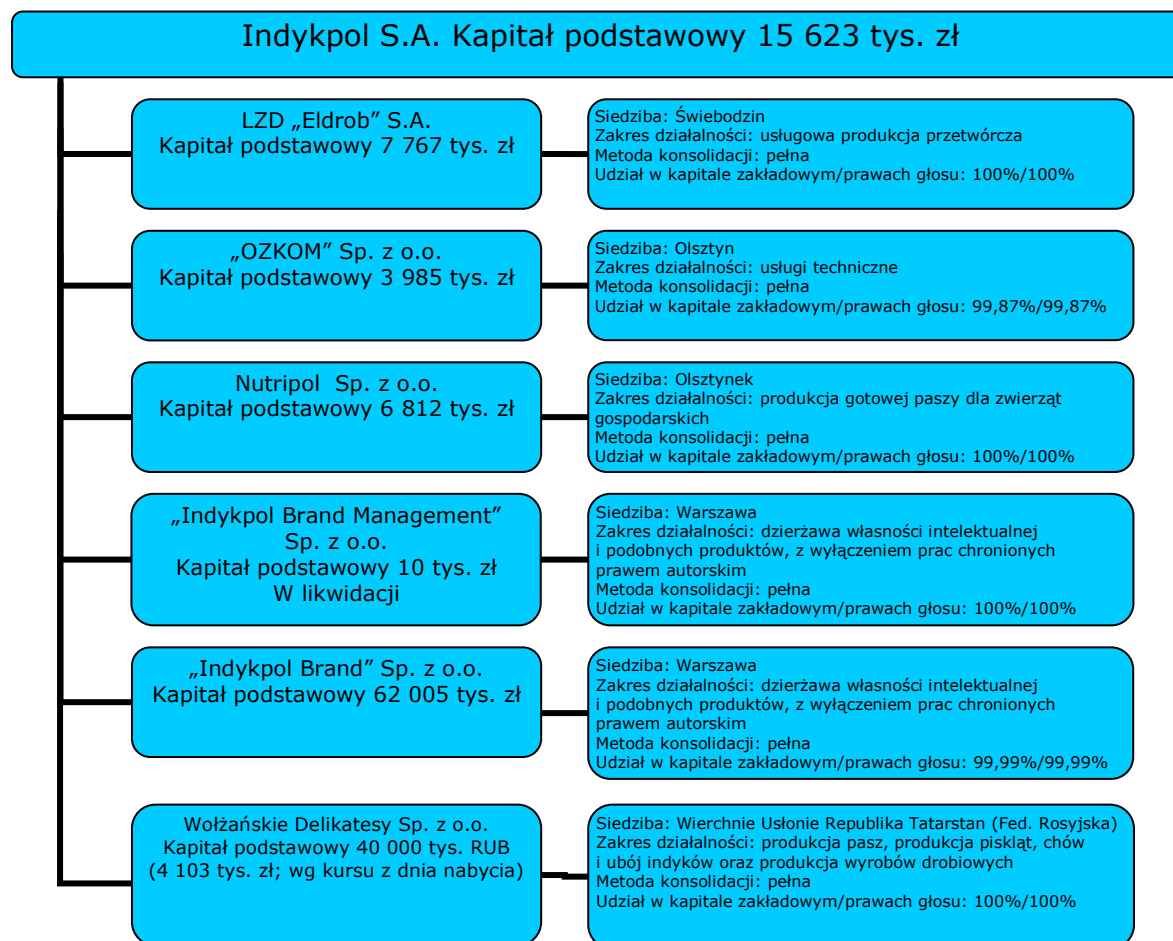 Indykpol S.A. Kapitał podstawowy 15 623 tys. zł
LZD „Eldrob” S.A.
Kapitał podstawowy 7 767 tys. zł
Siedziba: Świebodzin
Zakres działalności: usługowa produkcja przetwórcza
Metoda konsolidacji: pełna
Udział w kapitale zakładowym/prawach głosu: 100%/100%
„OZKOM” Sp. z o.o.
Kapitał podstawowy 3 985 tys. zł
Siedziba: Olsztyn
Zakres działalności: usługi techniczne
Metoda konsolidacji: pełna
Udział w kapitale zakładowym/prawach głosu: 99,87%/99,87%
Nutripol Sp. z o.o.
Kapitał podstawowy 6 812 tys. zł
Siedziba: Olsztynek
Zakres działalności: produkcja gotowej paszy dla zwierząt
gospodarskich
Metoda konsolidacji: pełna
Udział w kapitale zakładowym/prawach głosu: 100%/100%
„Indykpol Brand Management”
Sp. z o.o.
Kapitał podstawowy 10 tys. zł
W likwidacji
Siedziba: Warszawa
Zakres działalności: dzierżawa własności intelektualnej
i podobnych produktów, z wyłączeniem prac chronionych
prawem autorskim
Metoda konsolidacji: pełna
Udział w kapitale zakładowym/prawach głosu: 100%/100%
„Indykpol Brand” Sp. z o.o.
Kapitał podstawowy 62 005 tys. zł
Siedziba: Warszawa
Zakres działalności: dzierżawa własności intelektualnej
i podobnych produktów, z wyłączeniem prac chronionych
prawem autorskim
Metoda konsolidacji: pełna
Udział w kapitale zakładowym/prawach głosu: 99,99%/99,99%
Wołżańskie Delikatesy Sp. z o.o.
Kapitał podstawowy 40 000 tys. RUB
(4 103 tys. zł; wg kursu z dnia nabycia)
Siedziba: Wierchnie Usłonie Republika Tatarstan (Fed. Rosyjska)
Zakres działalności: produkcja pasz, produkcja piskląt, chów
i ubój indyków oraz produkcja wyrobów drobiowych
Metoda konsolidacji: pełna
Udział w kapitale zakładowym/prawach głosu: 100%/100%